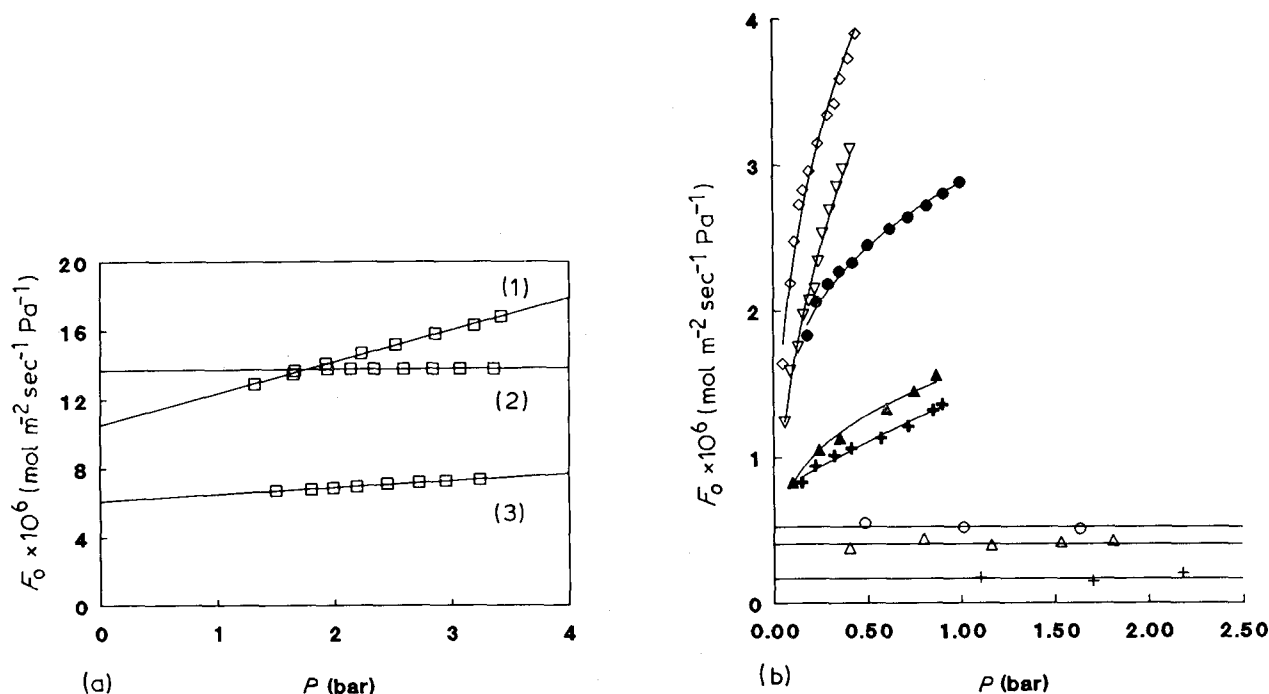 20
16
12
8
4
0
F₀ ×10⁶ (mol m⁻² sec⁻¹ Pa⁻¹)
(1)
(2)
(3)
0 1 2 3 4
(a) P (bar)
4
3
2
1
0
F₀ ×10⁶ (mol m⁻² sec⁻¹ Pa⁻¹)
0.00 0.50 1.00 1.50 2.00 2.50
(b) P (bar)